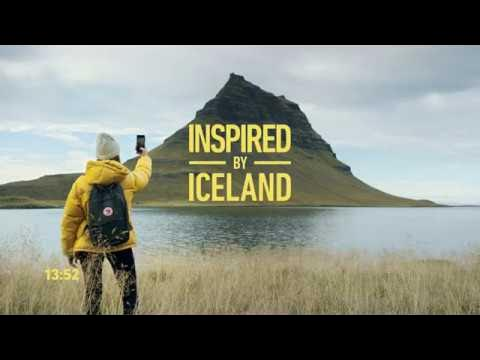 INSPIRED
BY
ICELAND
13:52